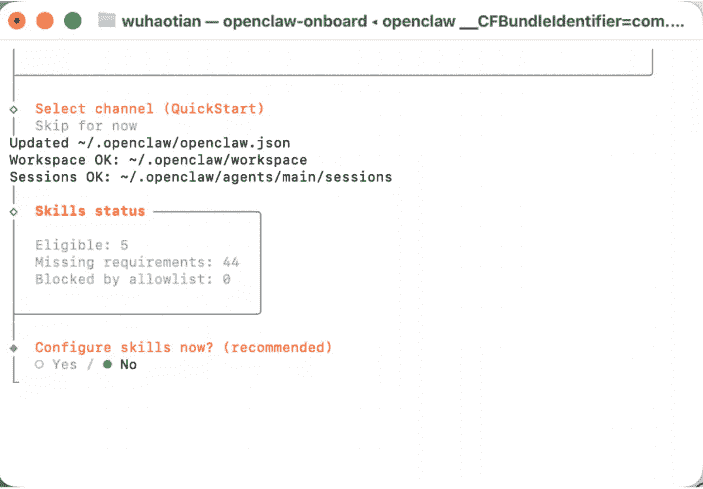 wuhaotian — openclaw-onboard ◂ openclaw __CFBundleIdentifier=com.…
Select channel (QuickStart)
Skip for now
Updated ~/.openclaw/openclaw.json
Workspace OK: ~/.openclaw/workspace
Sessions OK: ~/.openclaw/agents/main/sessions
Skills status
Eligible: 5
Missing requirements: 44
Blocked by allowlist: 0
Configure skills now? (recommended)
○ Yes / ● No